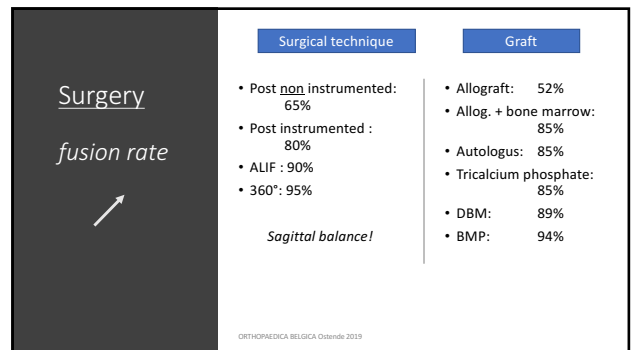 Surgery
fusion rate
Surgical technique
• Post non instrumented:
65%
• Post instrumented :
80%
• ALIF : 90%
• 360°: 95%
Sagittal balance!
Graft
• Allograft: 52%
• Allog. + bone marrow:
85%
• Autologus: 85%
• Tricalcium phosphate:
85%
• DBM: 89%
• BMP: 94%
ORTHOPAEDICA BELGICA Ostende 2019